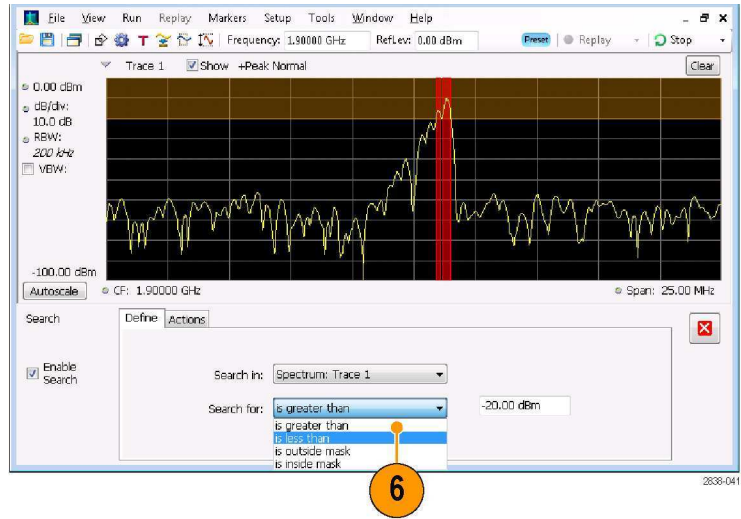 File View Run Replay Markers Setup Tools Window Help
T Frequency: 1.90000 GHz RefLev: 0.00 dBm Preset Replay Stop
Trace 1 Show +Peak Normal Clear
0.00 dBm
dB/div:
10.0 dB
RBW:
200 kHz
VBW:
-100.00 dBm
Autoscale CF: 1.90000 GHz Span: 25.00 MHz
Search Define Actions
Enable
Search
Search in: Spectrum: Trace 1
Search for: is greater than -20.00 dBm
is greater than
is less than
is outside mask
is inside mask
6
2838-041